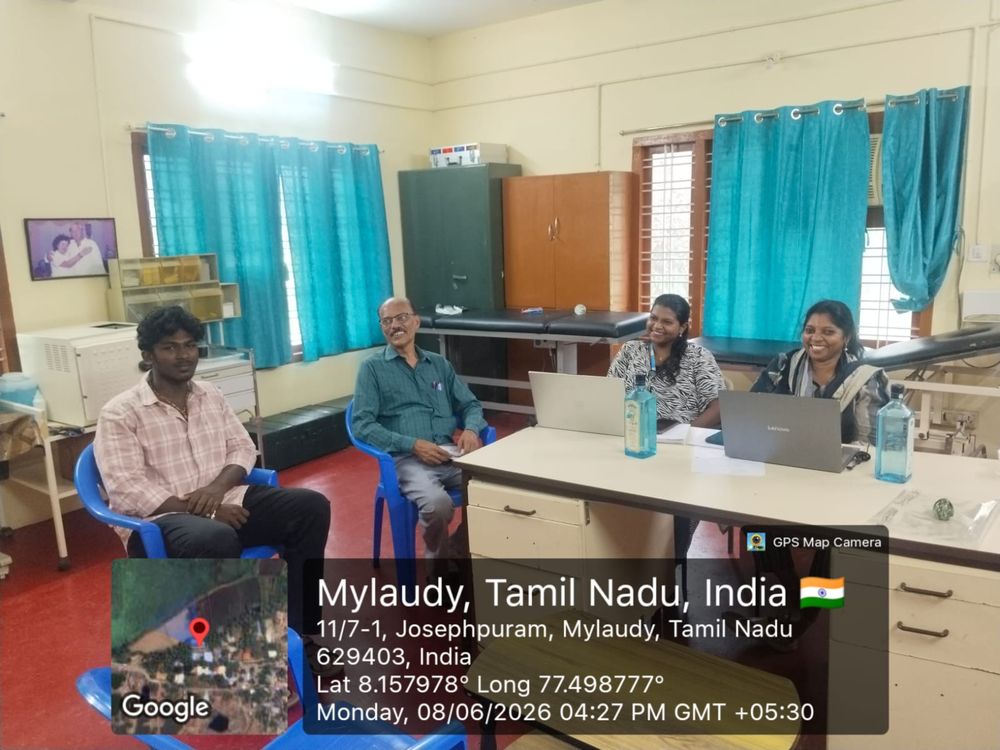 Lenovo
GPS Map Camera
Mylaudy, Tamil Nadu, India
11/7-1, Josephpuram, Mylaudy, Tamil Nadu
629403, India
Lat 8.157978° Long 77.498777°
Monday, 08/06/2026 04:27 PM GMT +05:30
Google